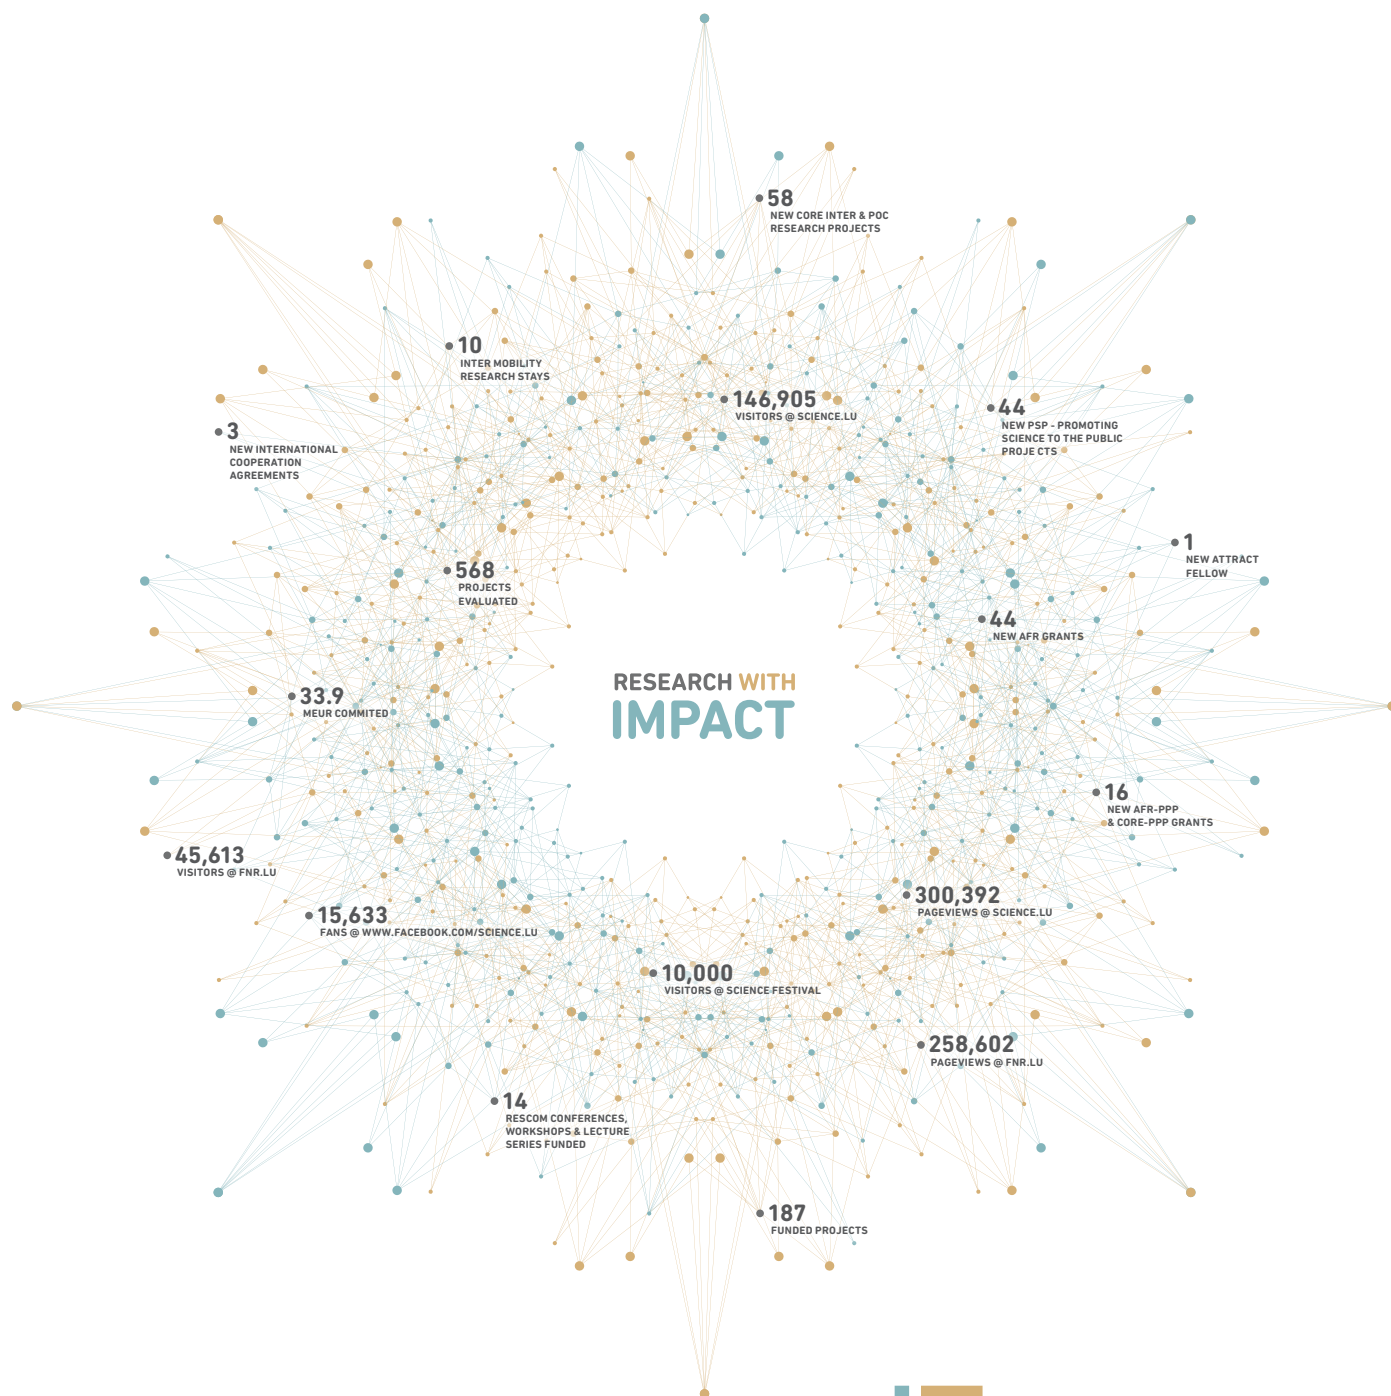 58
NEW CORE INTER & POC
RESEARCH PROJECTS
10
INTER MOBILITY
RESEARCH STAYS
146,905
VISITORS @ SCIENCE.LU
44
NEW PSP - PROMOTING
SCIENCE TO THE PUBLIC
PROJE CTS
3
NEW INTERNATIONAL
COOPERATION
AGREEMENTS
1
NEW ATTRACT
FELLOW
568
PROJECTS
EVALUATED
44
NEW AFR GRANTS
RESEARCH WITH
IMPACT
33.9
MEUR COMMITED
16
NEW AFR-PPP
& CORE-PPP GRANTS
45,613
VISITORS @ FNR.LU
300,392
PAGEVIEWS @ SCIENCE.LU
15,633
FANS @ WWW.FACEBOOK.COM/SCIENCE.LU
10,000
VISITORS @ SCIENCE FESTIVAL
258,602
PAGEVIEWS @ FNR.LU
14
RESCOM CONFERENCES,
WORKSHOPS & LECTURE
SERIES FUNDED
187
FUNDED PROJECTS